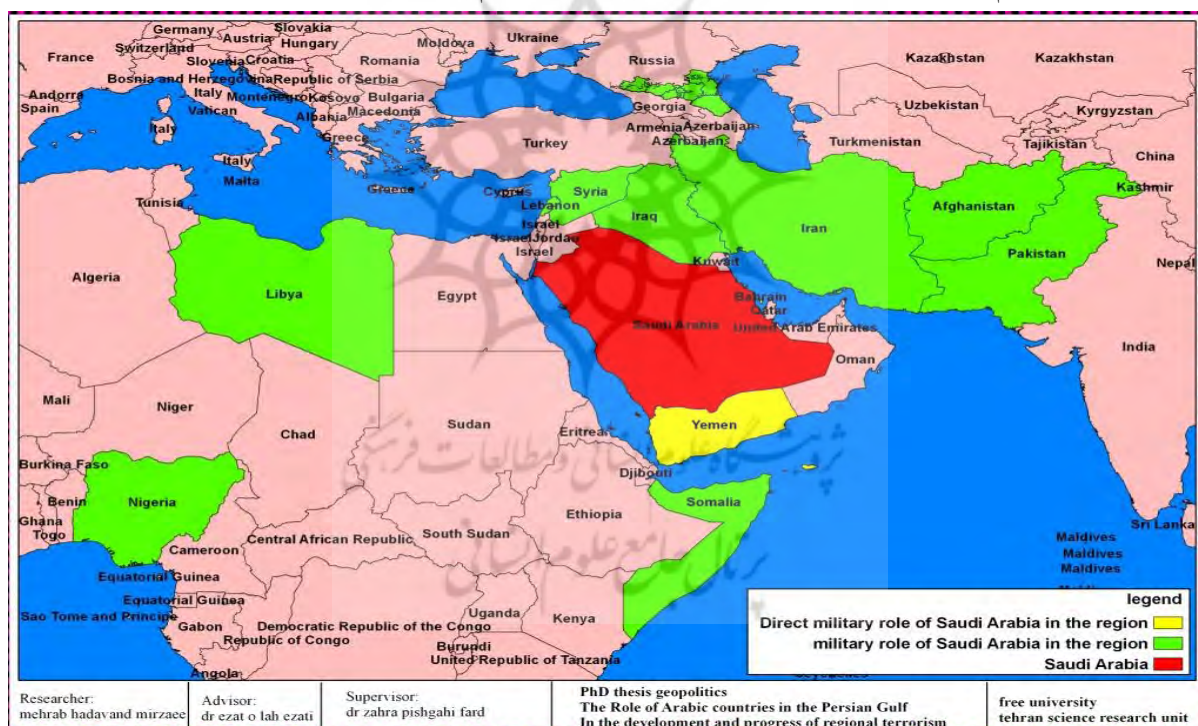 Germany
Slovakia
Ukraine
Austria
France
Switzerland
Hungary
Moldova
Slovenia
Croatia
Romania
Russia
Kazakhstan
Kazakhstan
Bosnia and Herzegovina
Republic of Serbia
Andorra
Italy
Montenegro
Kosovo
Bulgaria
Spain
Vatican
Macedonia
Albania
Georgia
Uzbekistan
Kyrgyzstan
Italy
Greece
Armenia
Azerbaijan
Azerbaijan
Turkey
Turkmenistan
Tajikistan
China
Italy
Malta
Greece
Cyprus
Syria
Kashmir
Tunisia
Lebanon
Iraq
Iran
Afghanistan
Israel
Israel
Jordan
Israel
Pakistan
Kuwait
Nepal
Algeria
Libya
Egypt
Bahrain
Qatar
Saudi Arabia
United Arab Emirates
India
Oman
Mali
Niger
Chad
Sudan
Eritrea
Yemen
Burkina Faso
Djibouti
Benin
Nigeria
Somalia
Ghana
Togo
Ethiopia
Sri Lanka
Cameroon
Central African Republic
South Sudan
Maldives
Maldives
Maldives
Equatorial Guinea
Equatorial Guinea
Sao Tome and Principe
Gabon
Democratic Republic of the Congo
Republic of Congo
Uganda
Kenya
Burundi
United Republic of Tanzania
Angola
پژوهشگاه علوم انسانی و مطالعات فرهنگی
پرتال جامع علوم انسانی
legend
Direct military role of Saudi Arabia in the region
military role of Saudi Arabia in the region
Saudi Arabia
Researcher:
mehrab hadavand mirzaee
Advisor:
dr ezat o lah ezati
Supervisor:
dr zahra pishgahi fard
PhD thesis geopolitics
The Role of Arabic countries in the Persian Gulf
In the development and progress of regional terrorism
free university
tehran science research unit